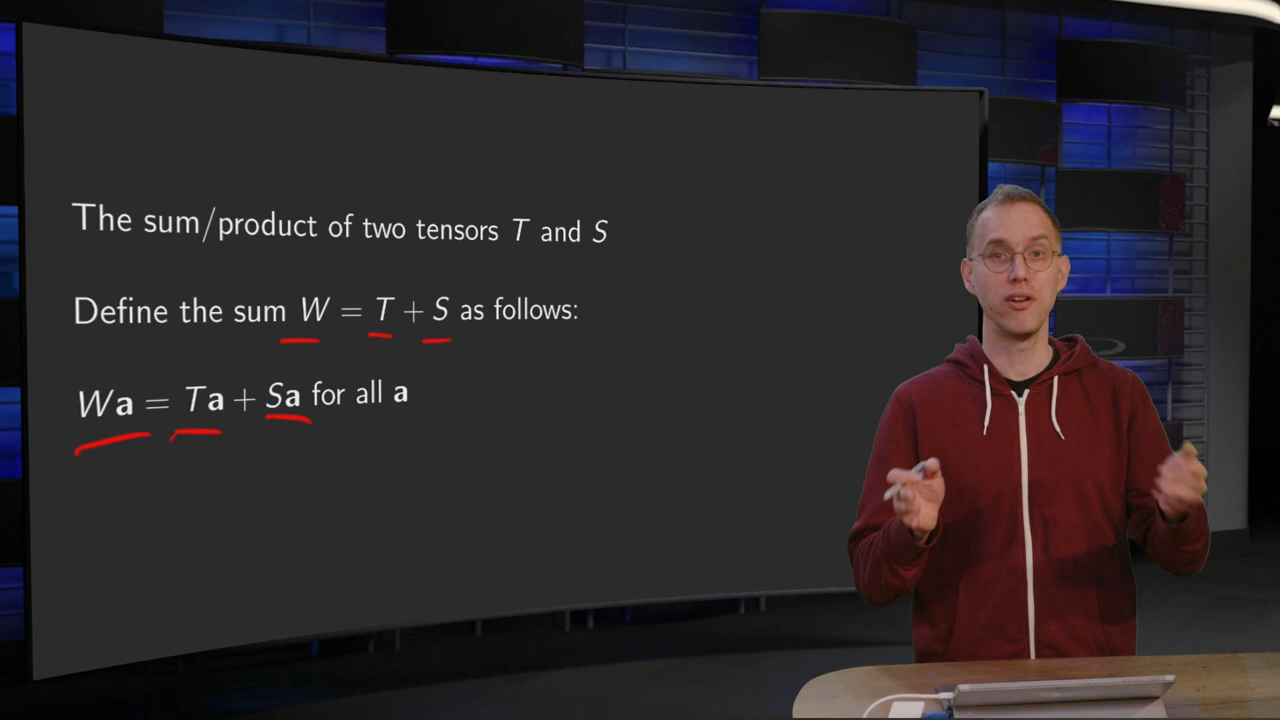 The sum/product of two tensors T and S
Define the sum W = T + S as follows:
Wa = Ta + Sa for all a